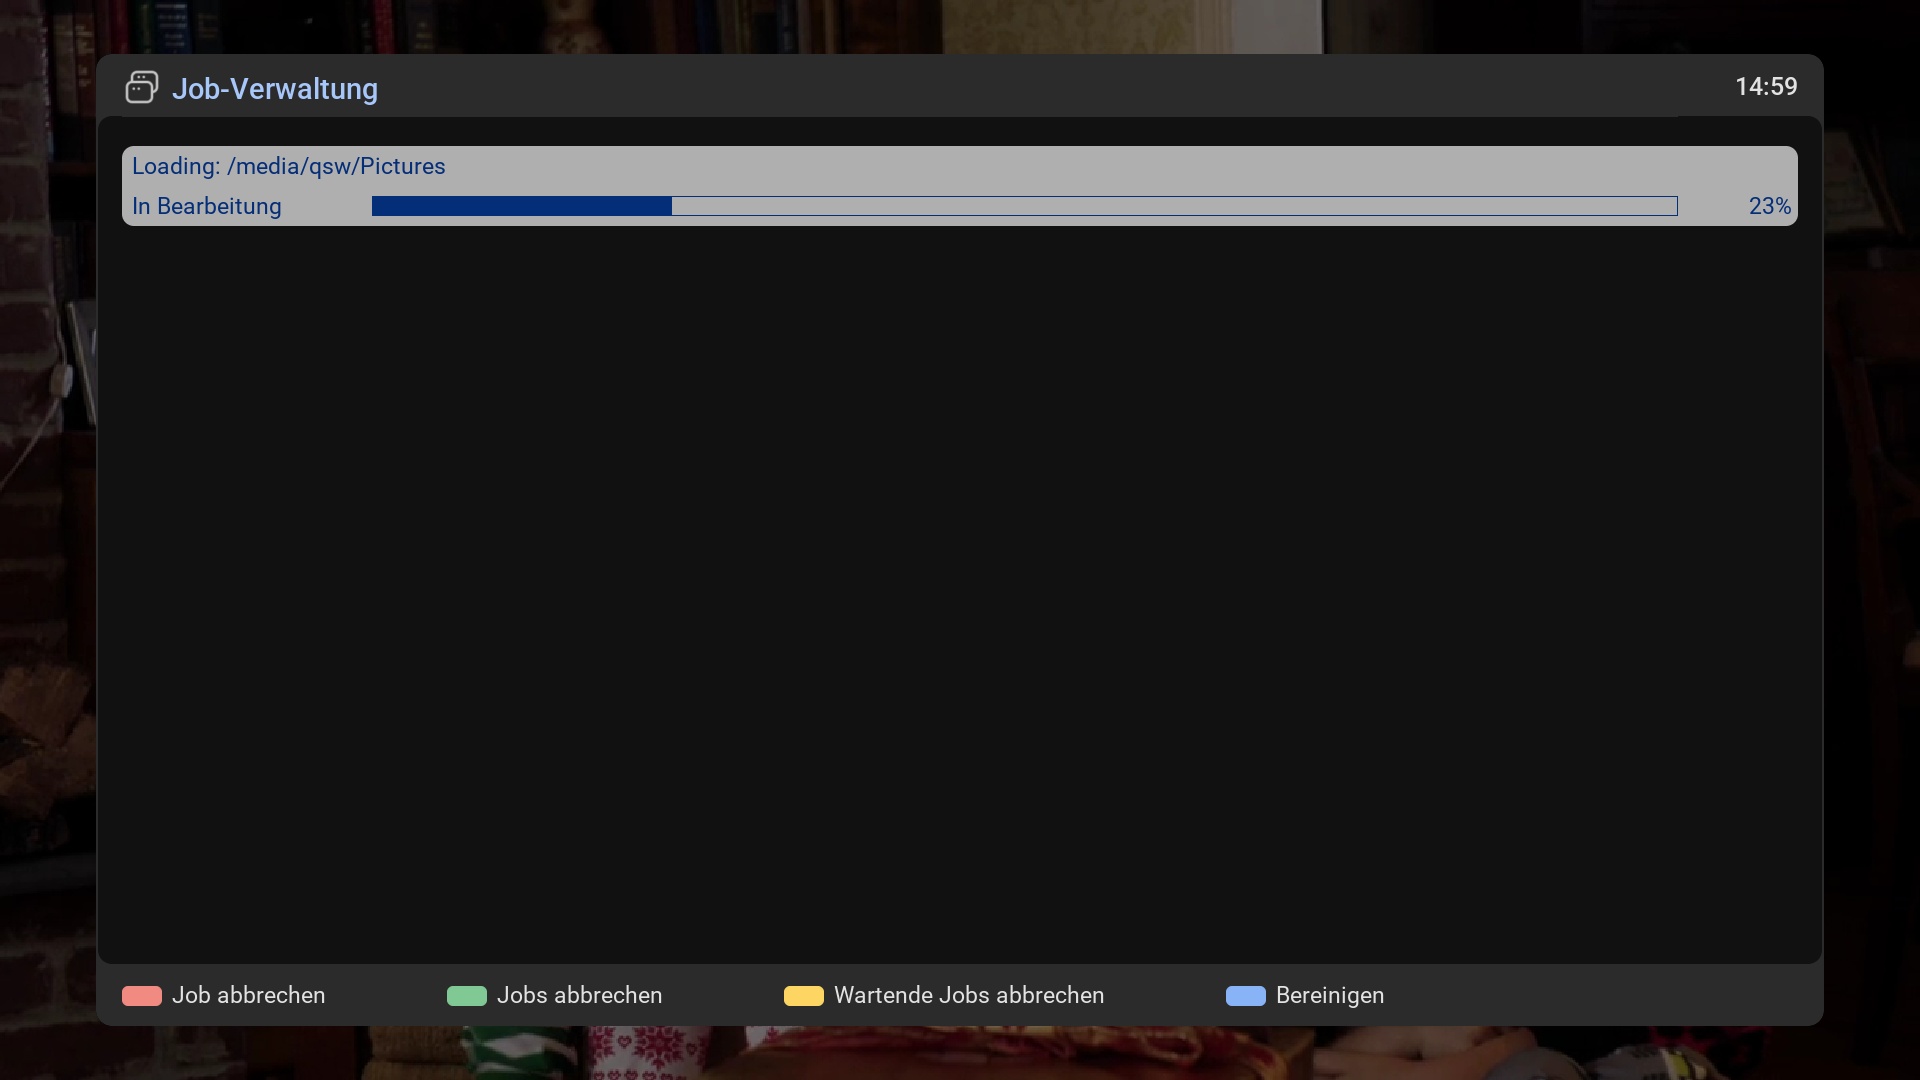 Job-Verwaltung
14:59
Loading: /media/qsw/Pictures
In Bearbeitung 23%
Job abbrechen
Jobs abbrechen
Wartende Jobs abbrechen
Bereinigen